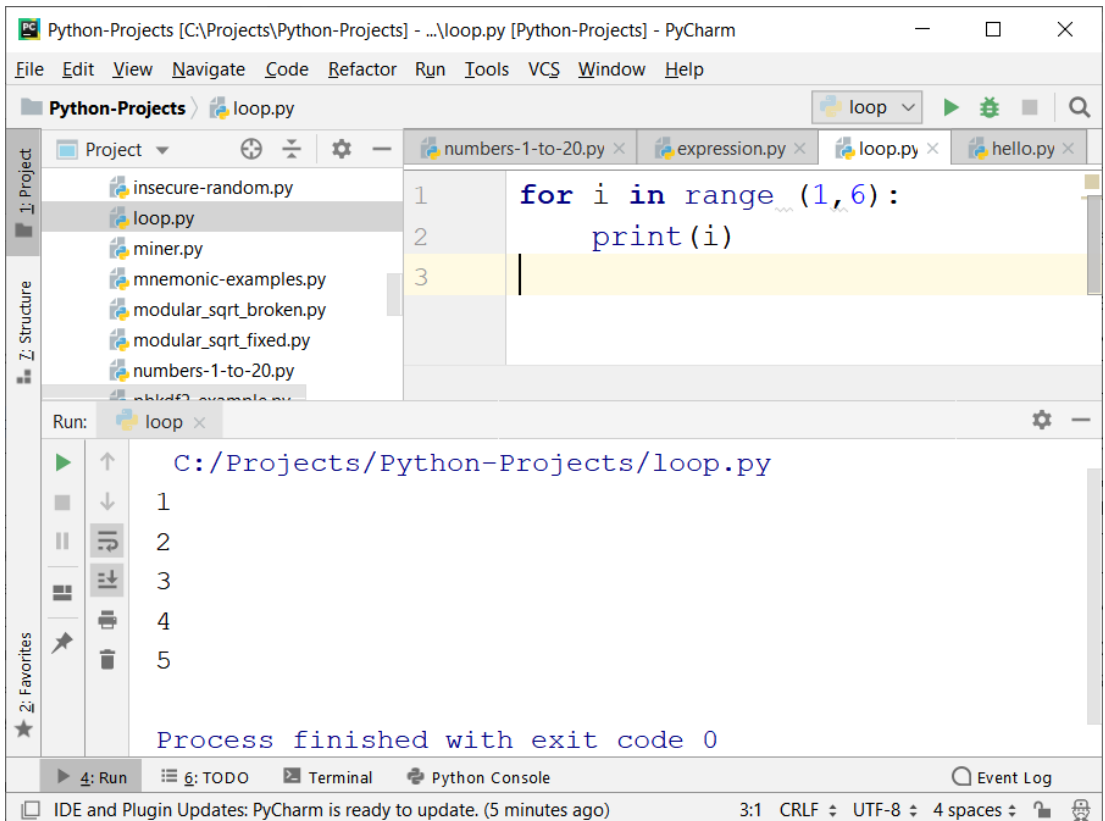 Python-Projects [C:\Projects\Python-Projects] - ...\loop.py [Python-Projects] - PyCharm
File Edit View Navigate Code Refactor Run Tools VCS Window Help
Python-Projects loop.py loop
1: Project
Project
numbers-1-to-20.py expression.py loop.py hello.py
insecure-random.py
loop.py
miner.py
mnemonic-examples.py
modular_sqrt_broken.py
modular_sqrt_fixed.py
numbers-1-to-20.py
1 for i in range (1,6):
2 print(i)
3
7: Structure
Run: loop
C:/Projects/Python-Projects/loop.py
1
2
3
4
5
Process finished with exit code 0
2: Favorites
4: Run 6: TODO Terminal Python Console Event Log
IDE and Plugin Updates: PyCharm is ready to update. (5 minutes ago) 3:1 CRLF UTF-8 4 spaces